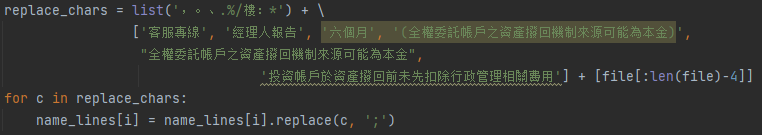 replace_chars = list(',。、.%/樓：*') + \
['客服專線', '經理人報告', '六個月', '(全權委託帳戶之資產撥回機制來源可能為本金)',
"全權委託帳戶之資產撥回機制來源可能為本金",
'投資帳戶於資產撥回前未先扣除行政管理相關費用'] + [file[:len(file)-4]]
for c in replace_chars:
name_lines[i] = name_lines[i].replace(c, ';')